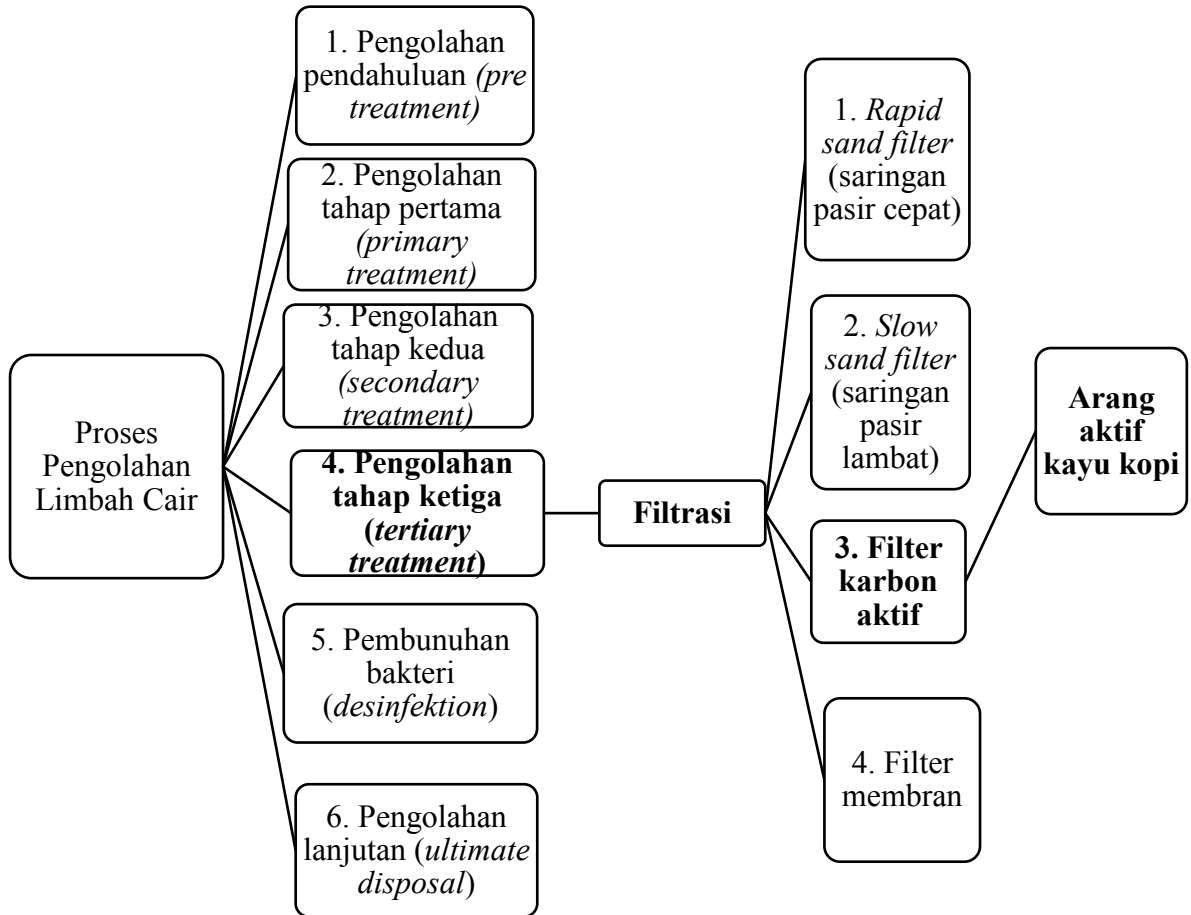 Proses
Pengolahan
Limbah Cair
1. Pengolahan
pendahuluan (pre
treatment)
2. Pengolahan
tahap pertama
(primary
treatment)
3. Pengolahan
tahap kedua
(secondary
treatment)
4. Pengolahan
tahap ketiga
(tertiary
treatment)
5. Pembunuhan
bakteri
(desinfektion)
6. Pengolahan
lanjutan (ultimate
disposal)
Filtrasi
1. Rapid
sand filter
(saringan
pasir cepat)
2. Slow
sand filter
(saringan
pasir
lambat)
3. Filter
karbon
aktif
4. Filter
membran
Arang
aktif
kayu kopi